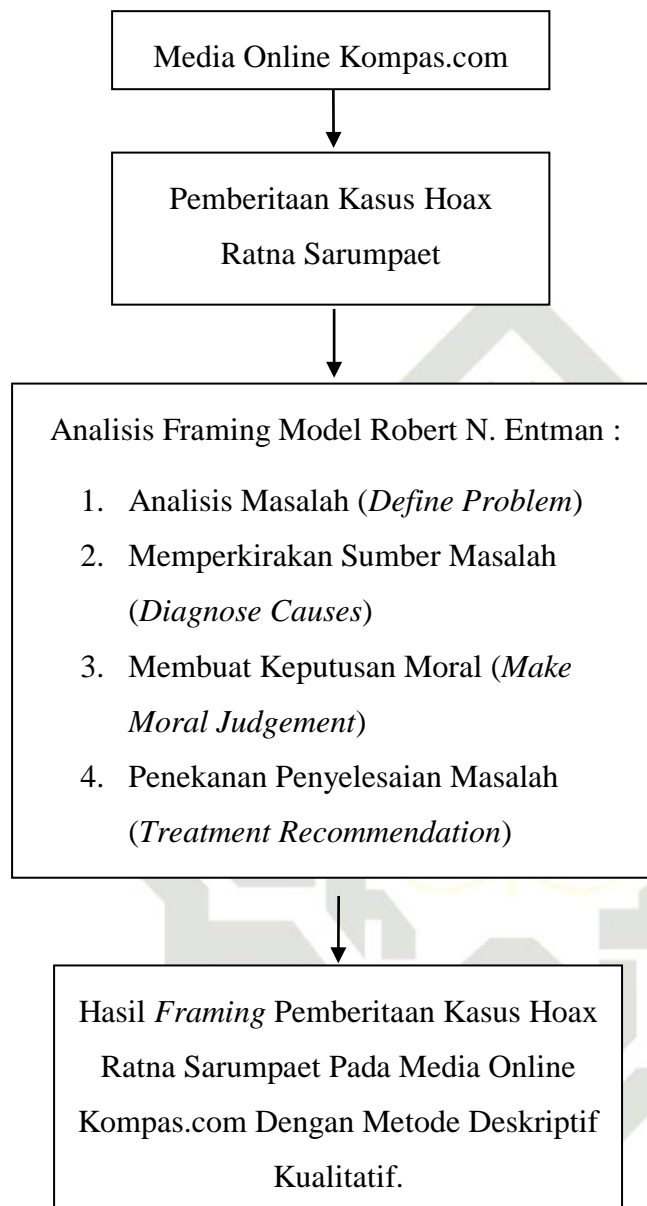 Media Online Kompas.com
Pemberitaan Kasus Hoax
Ratna Sarumpaet
Analisis Framing Model Robert N. Entman :
1. Analisis Masalah (Define Problem)
2. Memperkirakan Sumber Masalah
(Diagnose Causes)
3. Membuat Keputusan Moral (Make
Moral Judgement)
4. Penekanan Penyelesaian Masalah
(Treatment Recommendation)
Hasil Framing Pemberitaan Kasus Hoax
Ratna Sarumpaet Pada Media Online
Kompas.com Dengan Metode Deskriptif
Kualitatif.